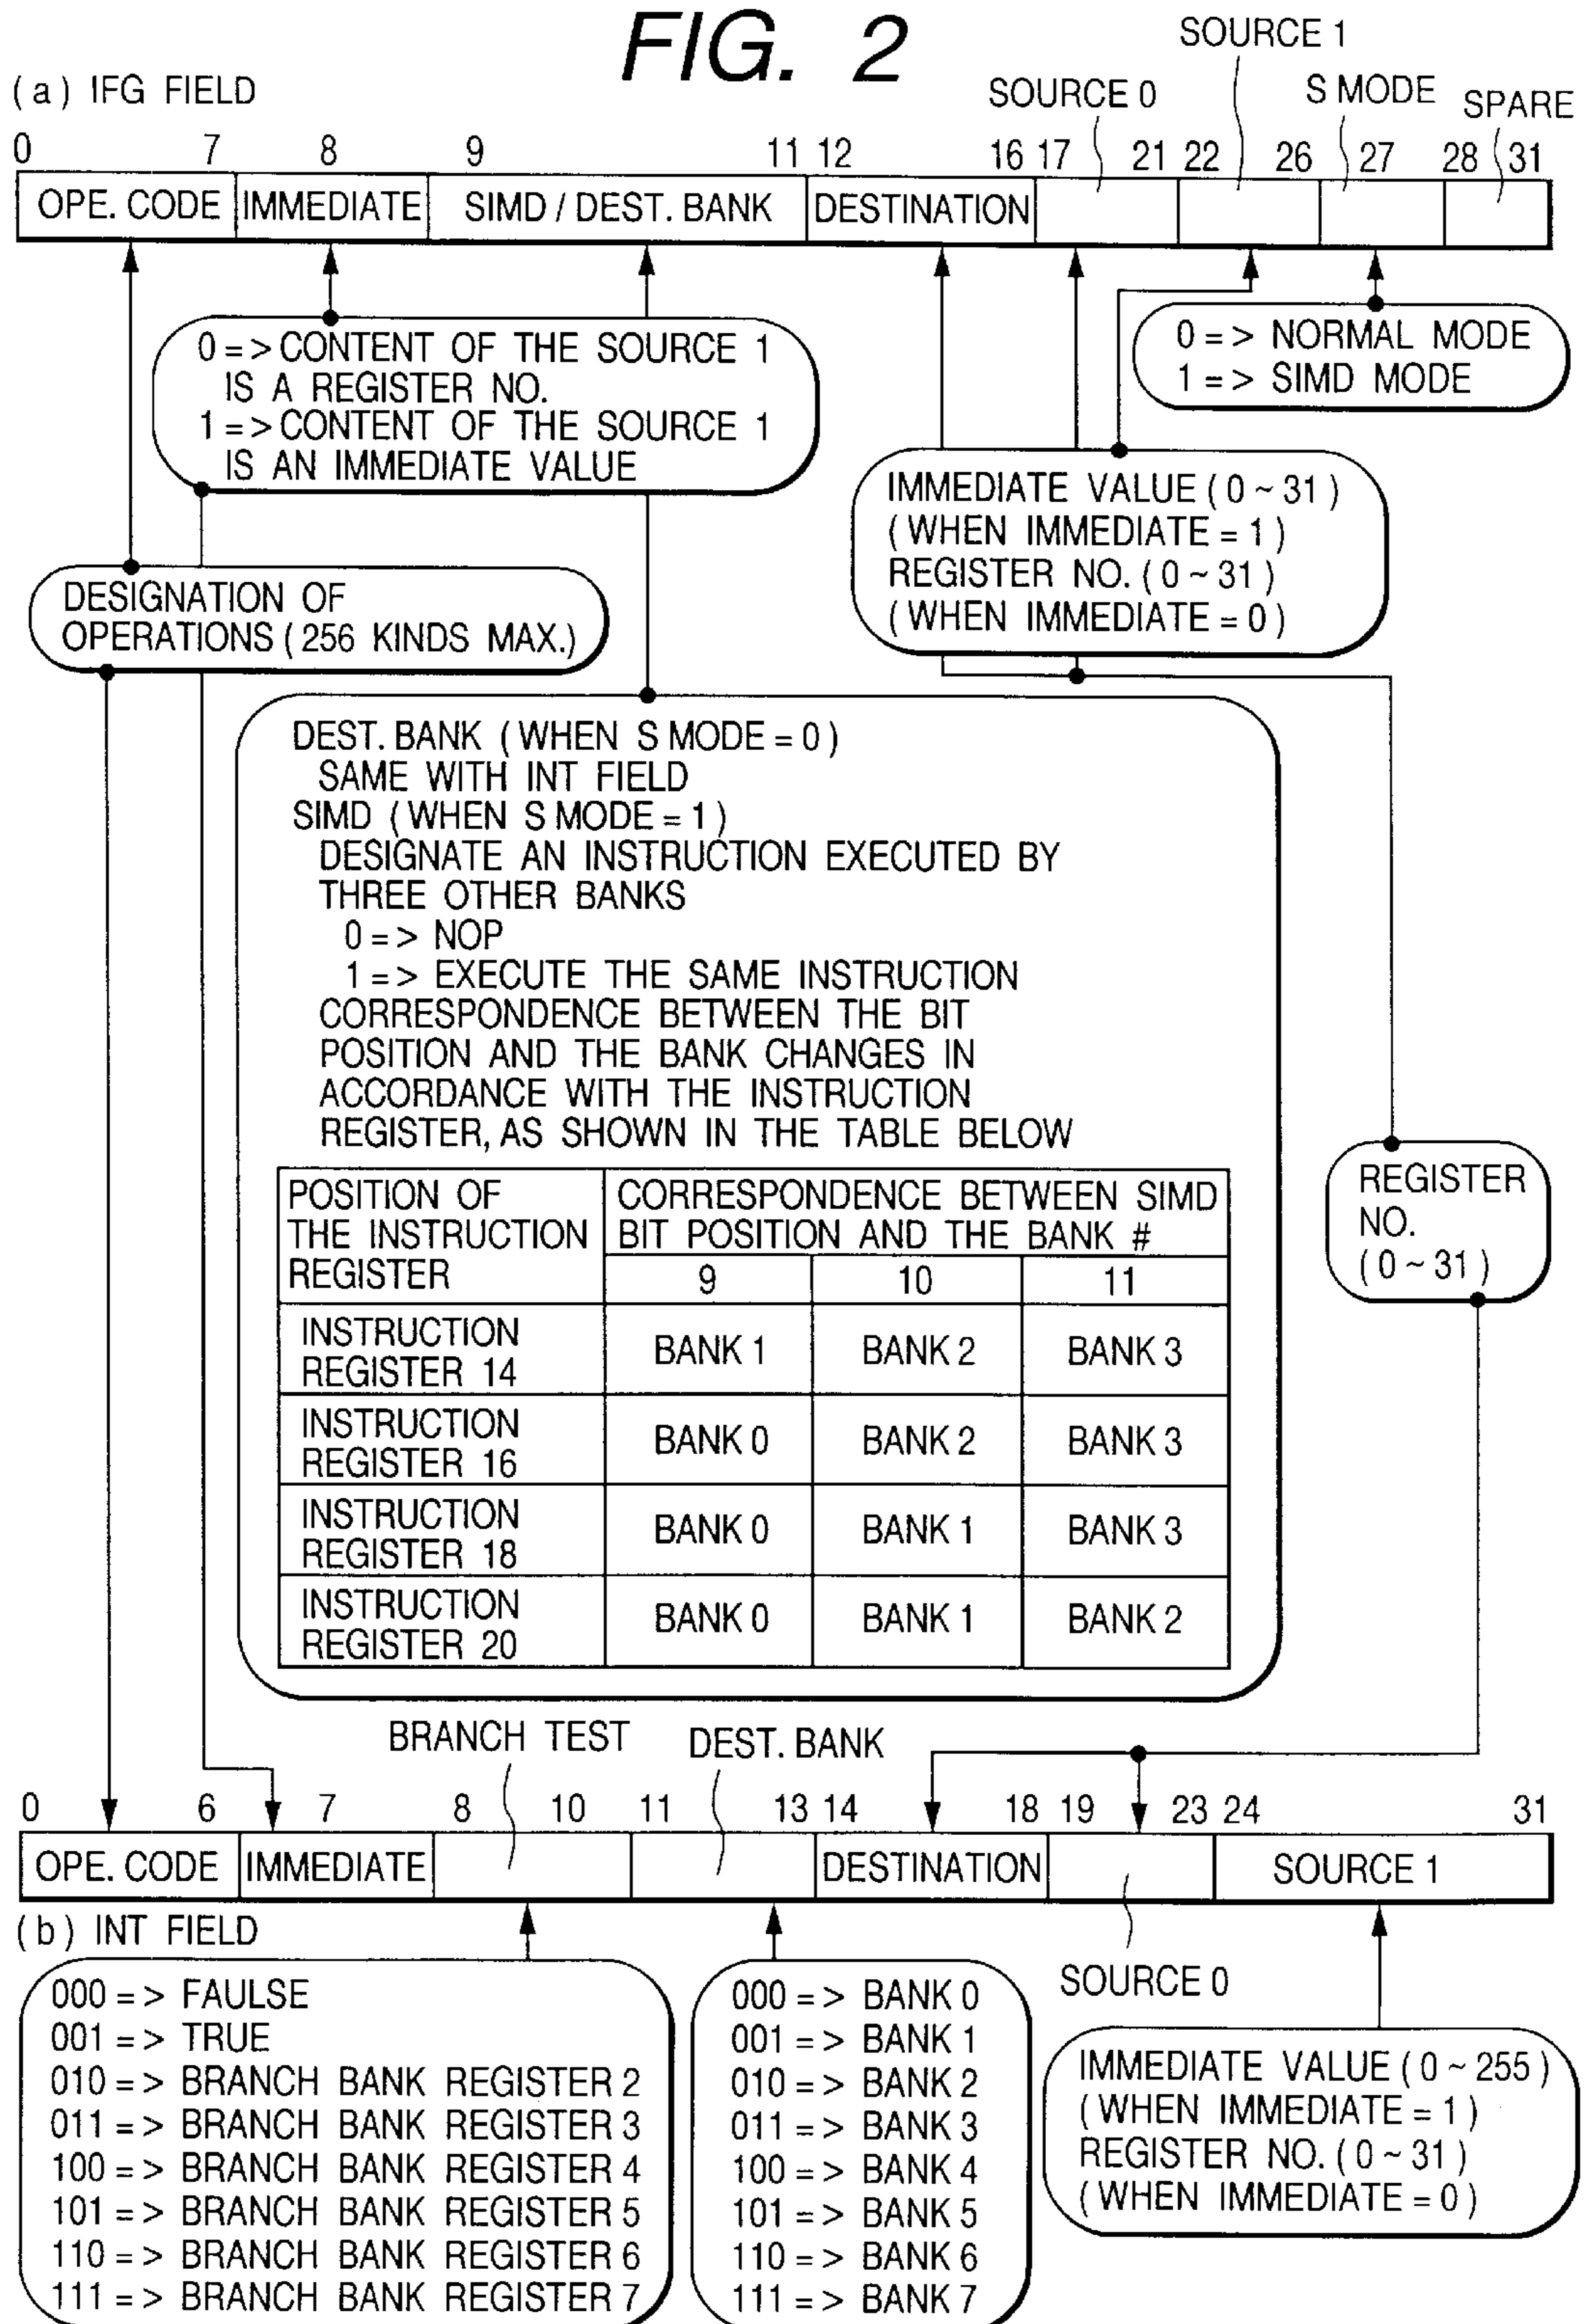 FIG. 2
(a) IFG FIELD
SOURCE 0
SOURCE 1
S MODE
SPARE
0 7 8 9 11 12 16 17 21 22 26 27 28 31
OPE. CODE IMMEDIATE SIMD / DEST. BANK DESTINATION
0 = > CONTENT OF THE SOURCE 1
IS A REGISTER NO.
1 = > CONTENT OF THE SOURCE 1
IS AN IMMEDIATE VALUE
0 = > NORMAL MODE
1 = > SIMD MODE
IMMEDIATE VALUE ( 0 ~ 31 )
( WHEN IMMEDIATE = 1 )
REGISTER NO. ( 0 ~ 31 )
( WHEN IMMEDIATE = 0 )
DESIGNATION OF
OPERATIONS ( 256 KINDS MAX.)
DEST. BANK ( WHEN S MODE = 0 )
SAME WITH INT FIELD
SIMD ( WHEN S MODE = 1 )
DESIGNATE AN INSTRUCTION EXECUTED BY
THREE OTHER BANKS
0 = > NOP
1 = > EXECUTE THE SAME INSTRUCTION
CORRESPONDENCE BETWEEN THE BIT
POSITION AND THE BANK CHANGES IN
ACCORDANCE WITH THE INSTRUCTION
REGISTER, AS SHOWN IN THE TABLE BELOW
POSITION OF
THE INSTRUCTION
REGISTER
CORRESPONDENCE BETWEEN SIMD
BIT POSITION AND THE BANK #
9 10 11
INSTRUCTION
REGISTER 14
BANK 1 BANK 2 BANK 3
INSTRUCTION
REGISTER 16
BANK 0 BANK 2 BANK 3
INSTRUCTION
REGISTER 18
BANK 0 BANK 1 BANK 3
INSTRUCTION
REGISTER 20
BANK 0 BANK 1 BANK 2
REGISTER
NO.
( 0 ~ 31 )
BRANCH TEST
DEST. BANK
0 6 7 8 10 11 13 14 18 19 23 24 31
OPE. CODE IMMEDIATE DESTINATION SOURCE 1
(b) INT FIELD
SOURCE 0
000 = > FAULSE
001 = > TRUE
010 = > BRANCH BANK REGISTER 2
011 = > BRANCH BANK REGISTER 3
100 = > BRANCH BANK REGISTER 4
101 = > BRANCH BANK REGISTER 5
110 = > BRANCH BANK REGISTER 6
111 = > BRANCH BANK REGISTER 7
000 = > BANK 0
001 = > BANK 1
010 = > BANK 2
011 = > BANK 3
100 = > BANK 4
101 = > BANK 5
110 = > BANK 6
111 = > BANK 7
IMMEDIATE VALUE ( 0 ~ 255 )
( WHEN IMMEDIATE = 1 )
REGISTER NO. ( 0 ~ 31 )
( WHEN IMMEDIATE = 0 )